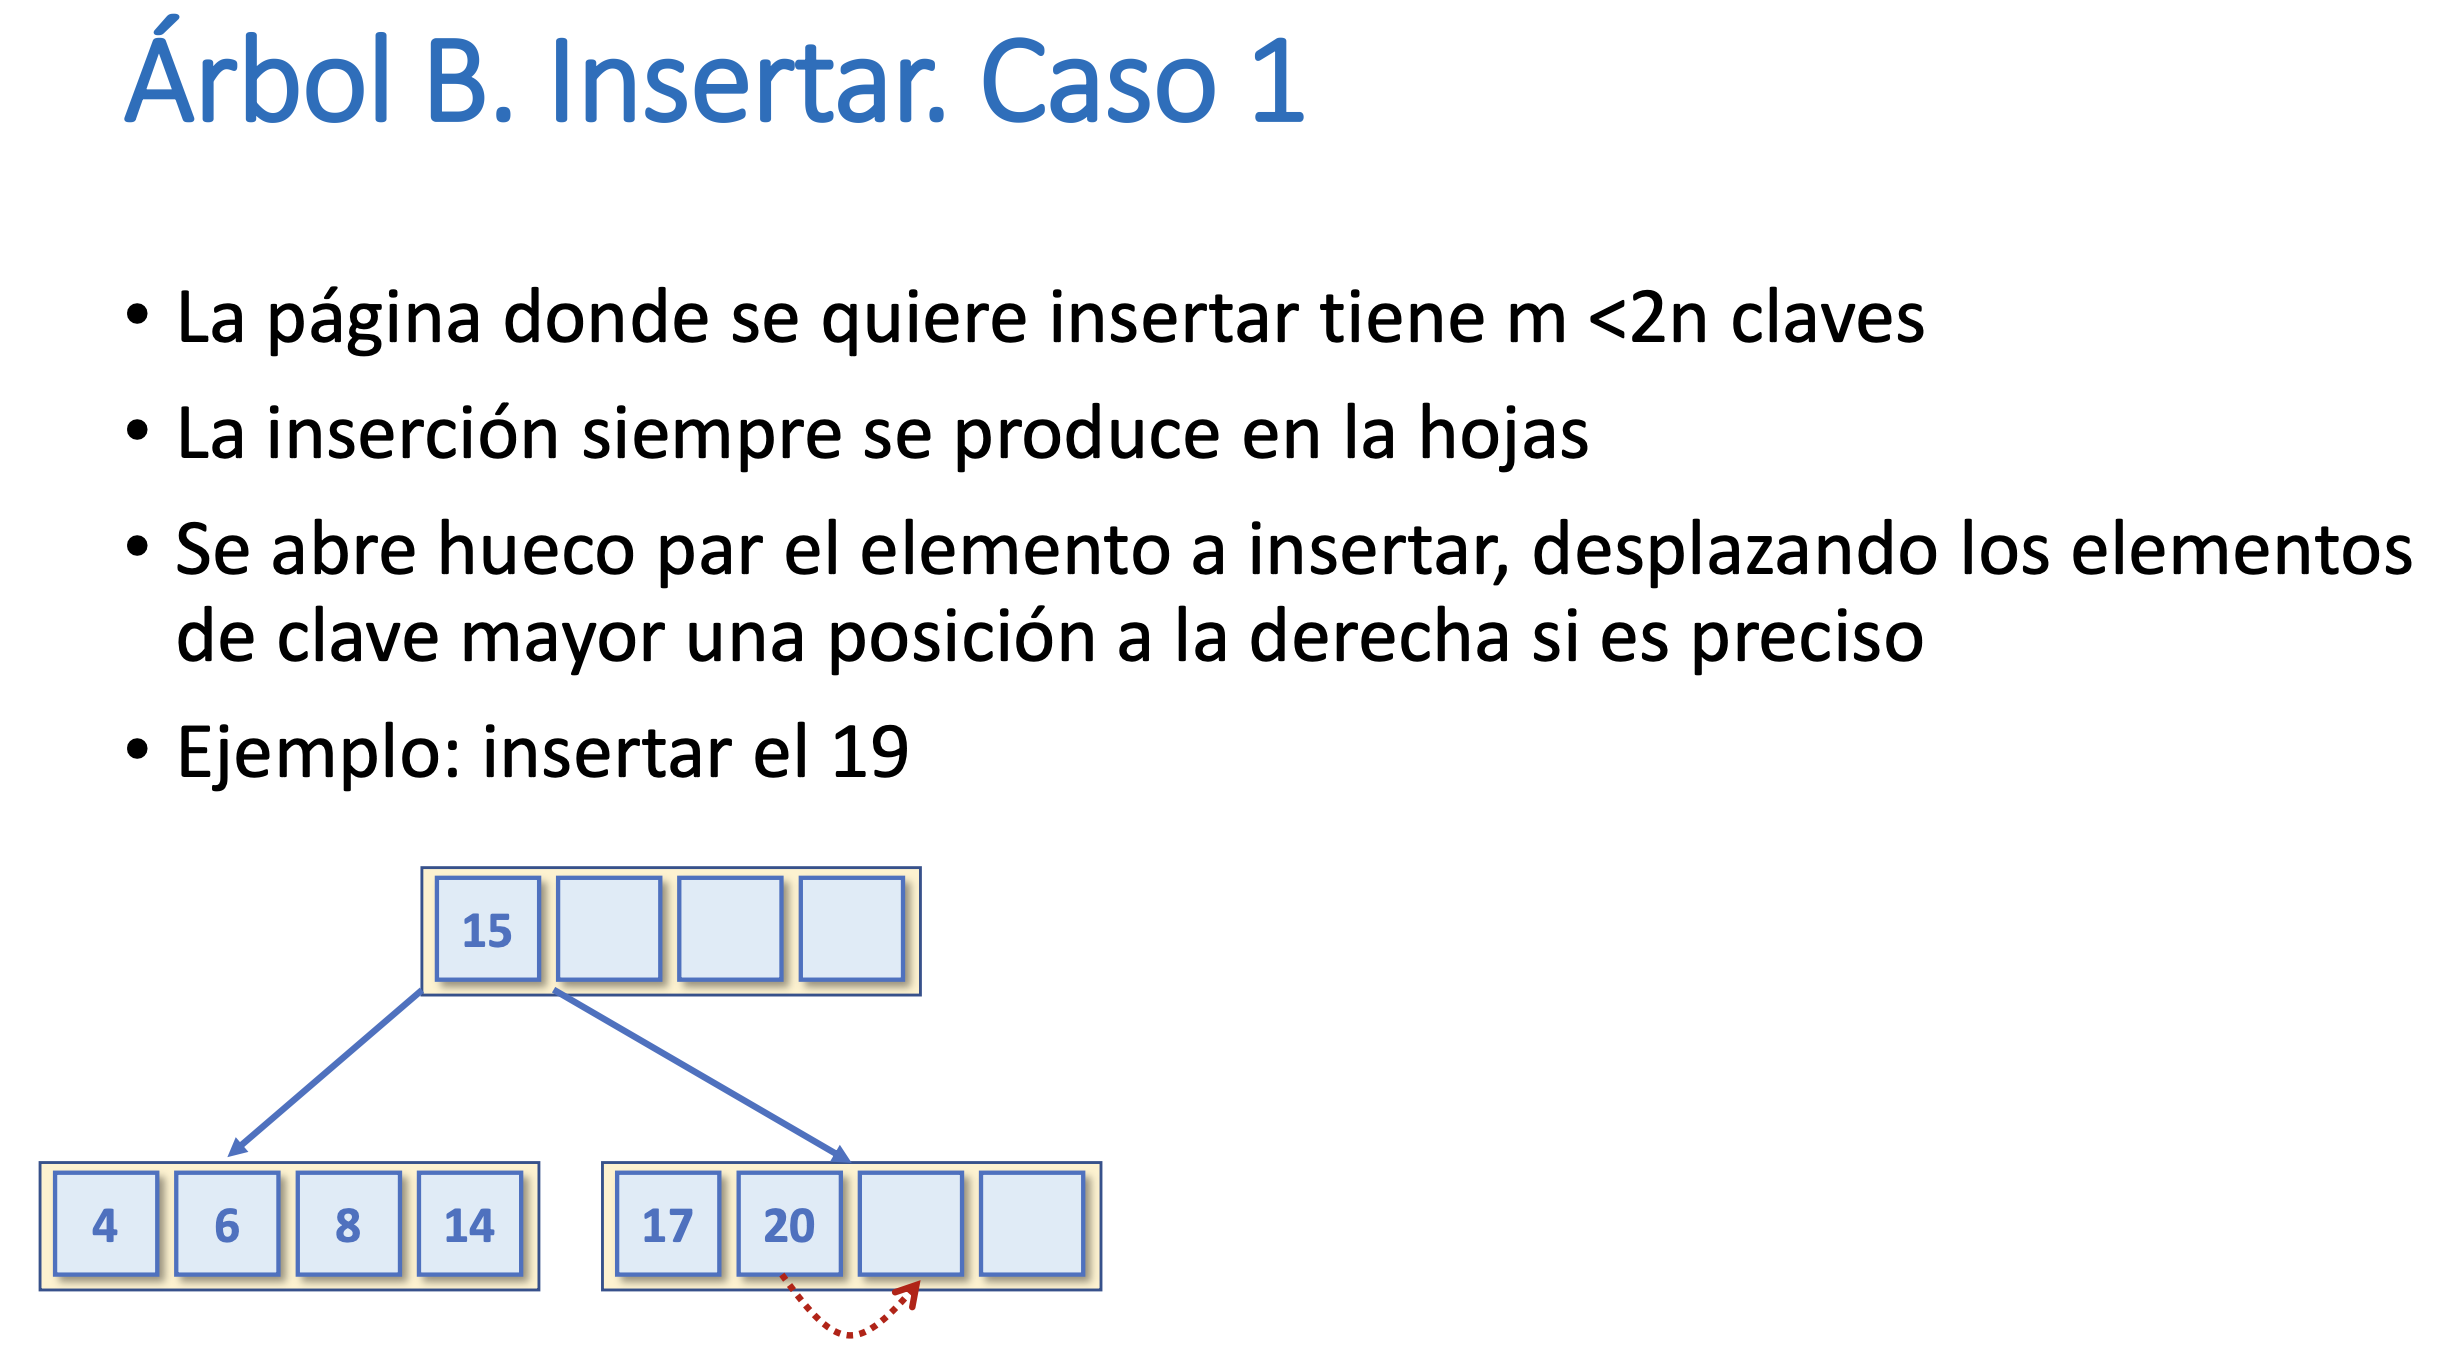 Árbol B. Insertar. Caso 1
• La página donde se quiere insertar tiene m <2n claves
• La inserción siempre se produce en la hojas
• Se abre hueco par el elemento a insertar, desplazando los elementos
de clave mayor una posición a la derecha si es preciso
• Ejemplo: insertar el 19
15
4 6 8 14 17 20